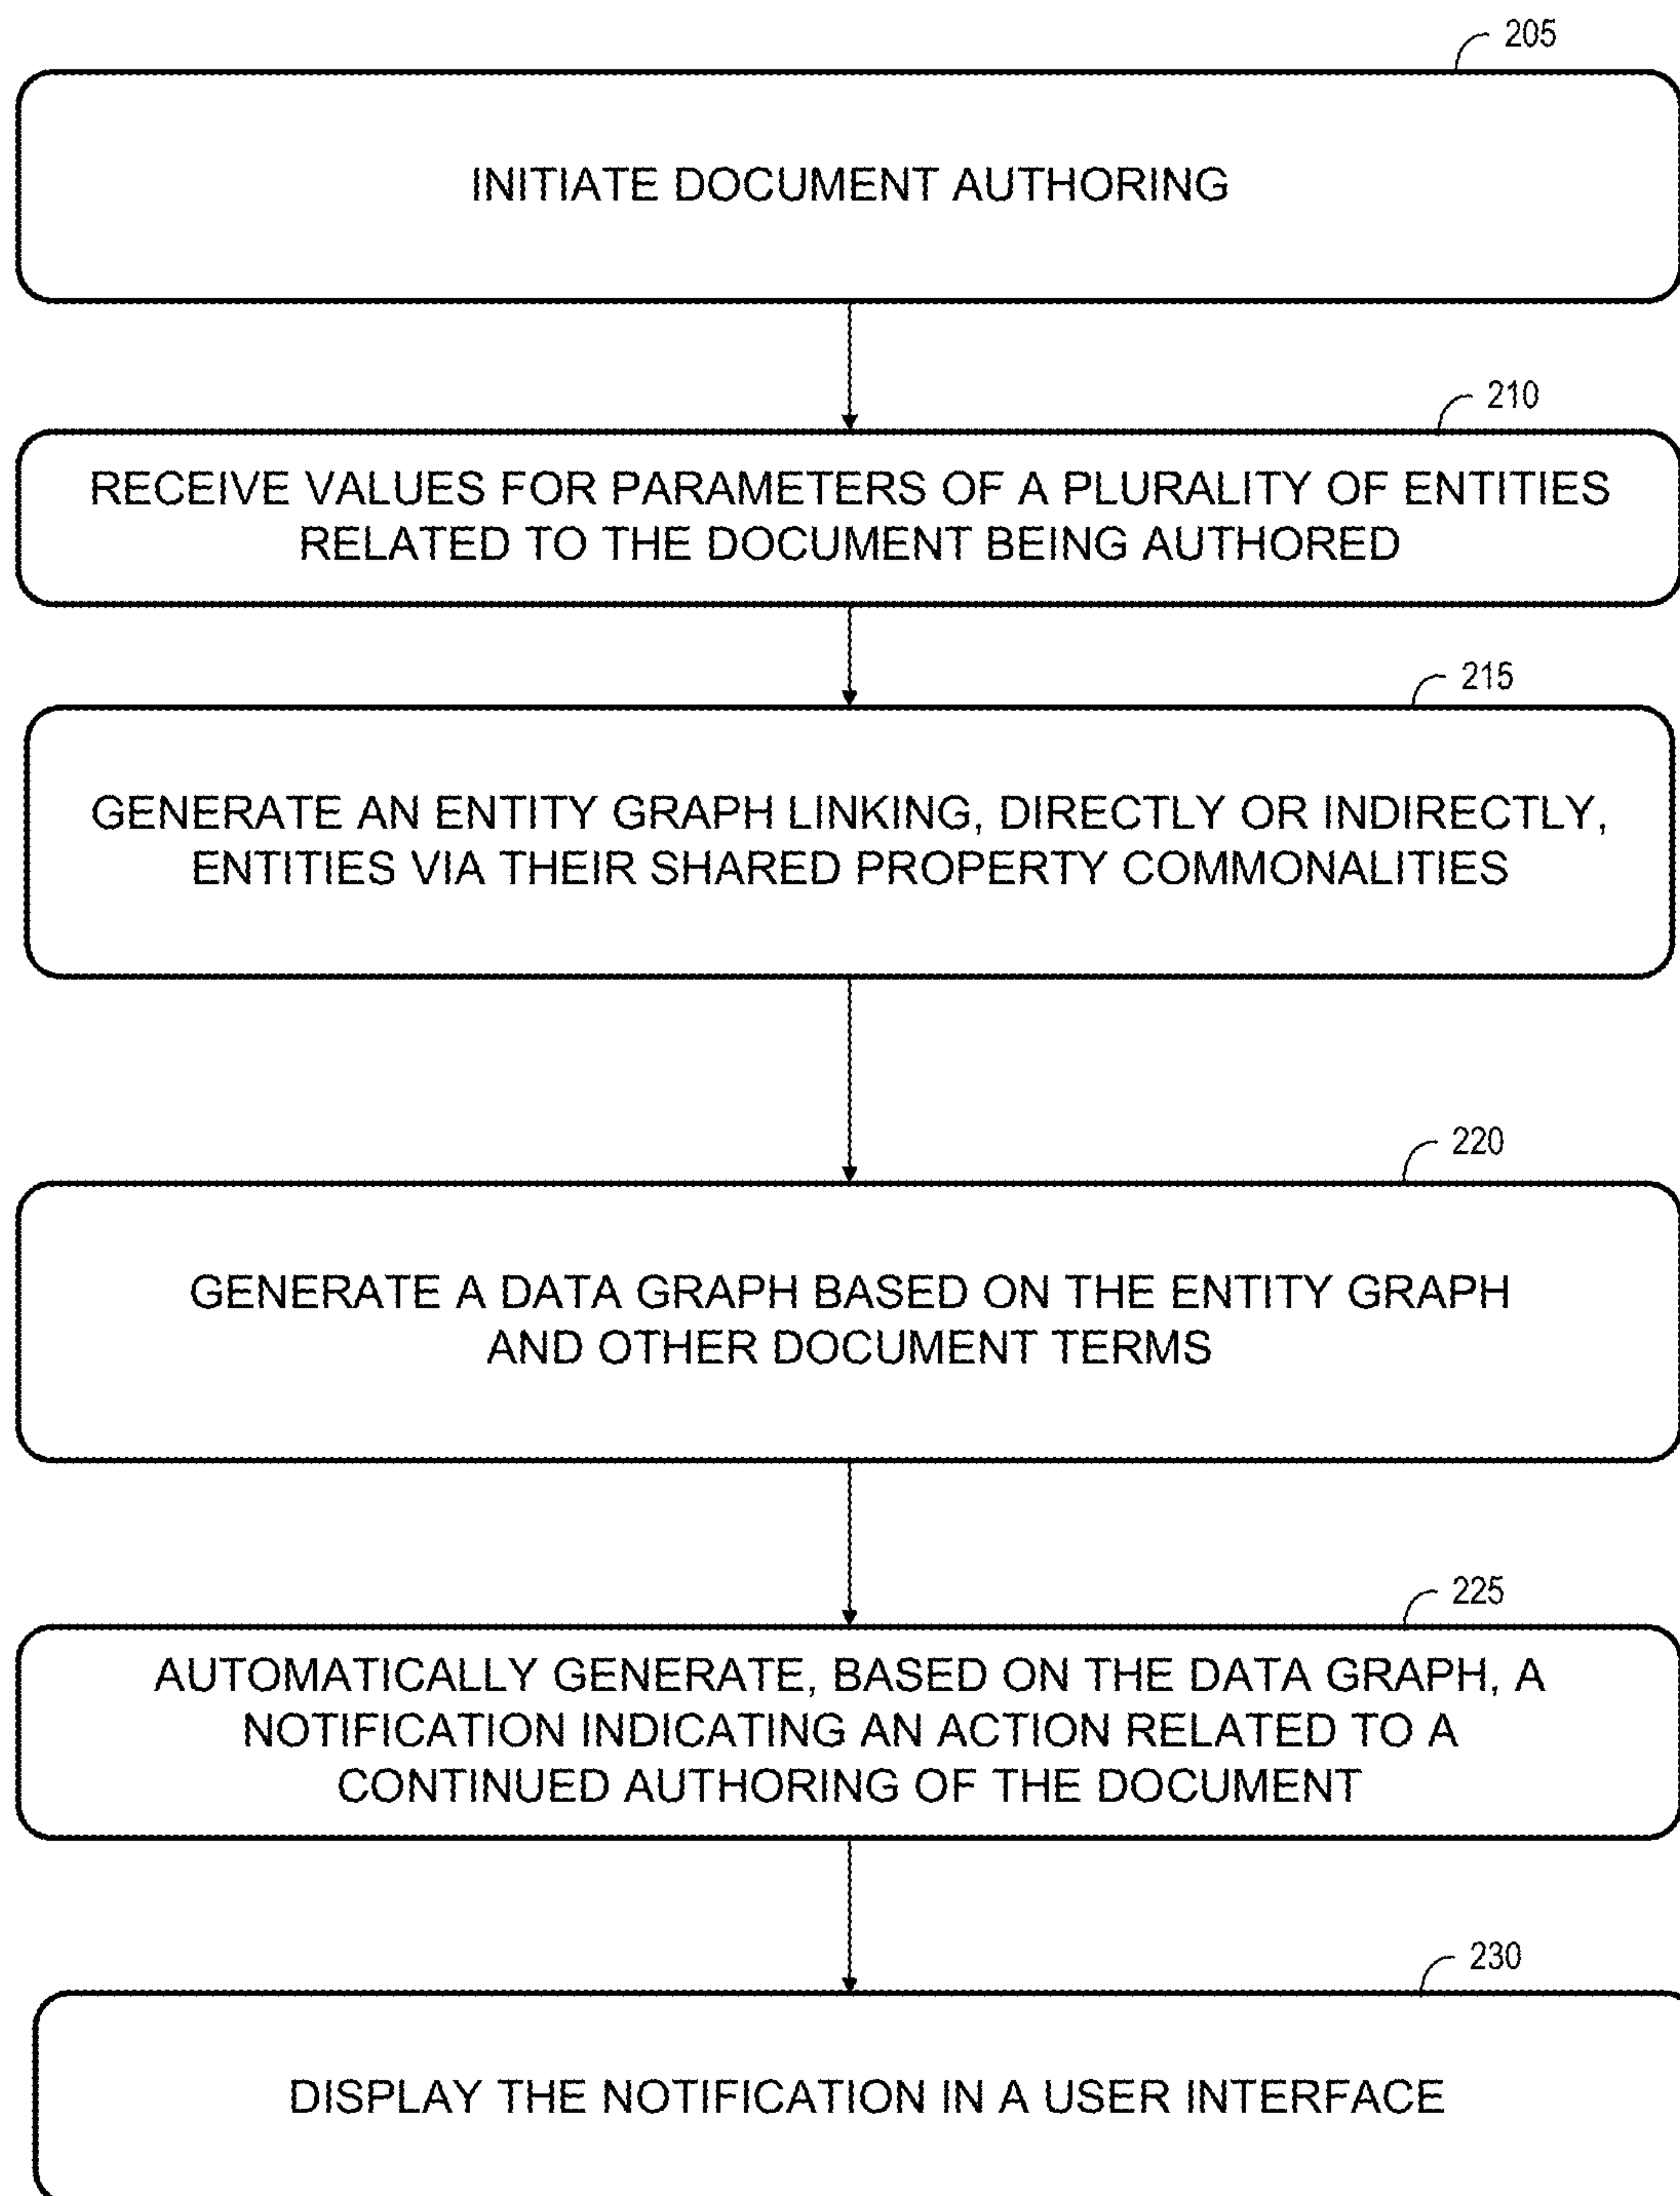 205
INITIATE DOCUMENT AUTHORING
210
RECEIVE VALUES FOR PARAMETERS OF A PLURALITY OF ENTITIES
RELATED TO THE DOCUMENT BEING AUTHORED
215
GENERATE AN ENTITY GRAPH LINKING, DIRECTLY OR INDIRECTLY,
ENTITIES VIA THEIR SHARED PROPERTY COMMONALITIES
220
GENERATE A DATA GRAPH BASED ON THE ENTITY GRAPH
AND OTHER DOCUMENT TERMS
225
AUTOMATICALLY GENERATE, BASED ON THE DATA GRAPH, A
NOTIFICATION INDICATING AN ACTION RELATED TO A
CONTINUED AUTHORING OF THE DOCUMENT
230
DISPLAY THE NOTIFICATION IN A USER INTERFACE